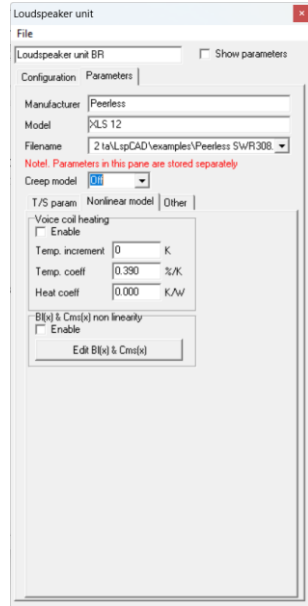 Loudspeaker unit
File
Loudspeaker unit BR
Show parameters
Configuration Parameters
Manufacturer Peerless
Model XLS 12
Filename 2 ta\LspCAD\examples\Peerless SWR308.
Note!. Parameters in this pane are stored separately
Creep model Off
T/S param Nonlinear model Other
Voice coil heating
Enable
Temp. increment 0 K
Temp. coeff 0.390 %/K
Heat coeff 0.000 K/W
Bl(x) & Cms(x) non linearity
Enable
Edit Bl(x) & Cms(x)